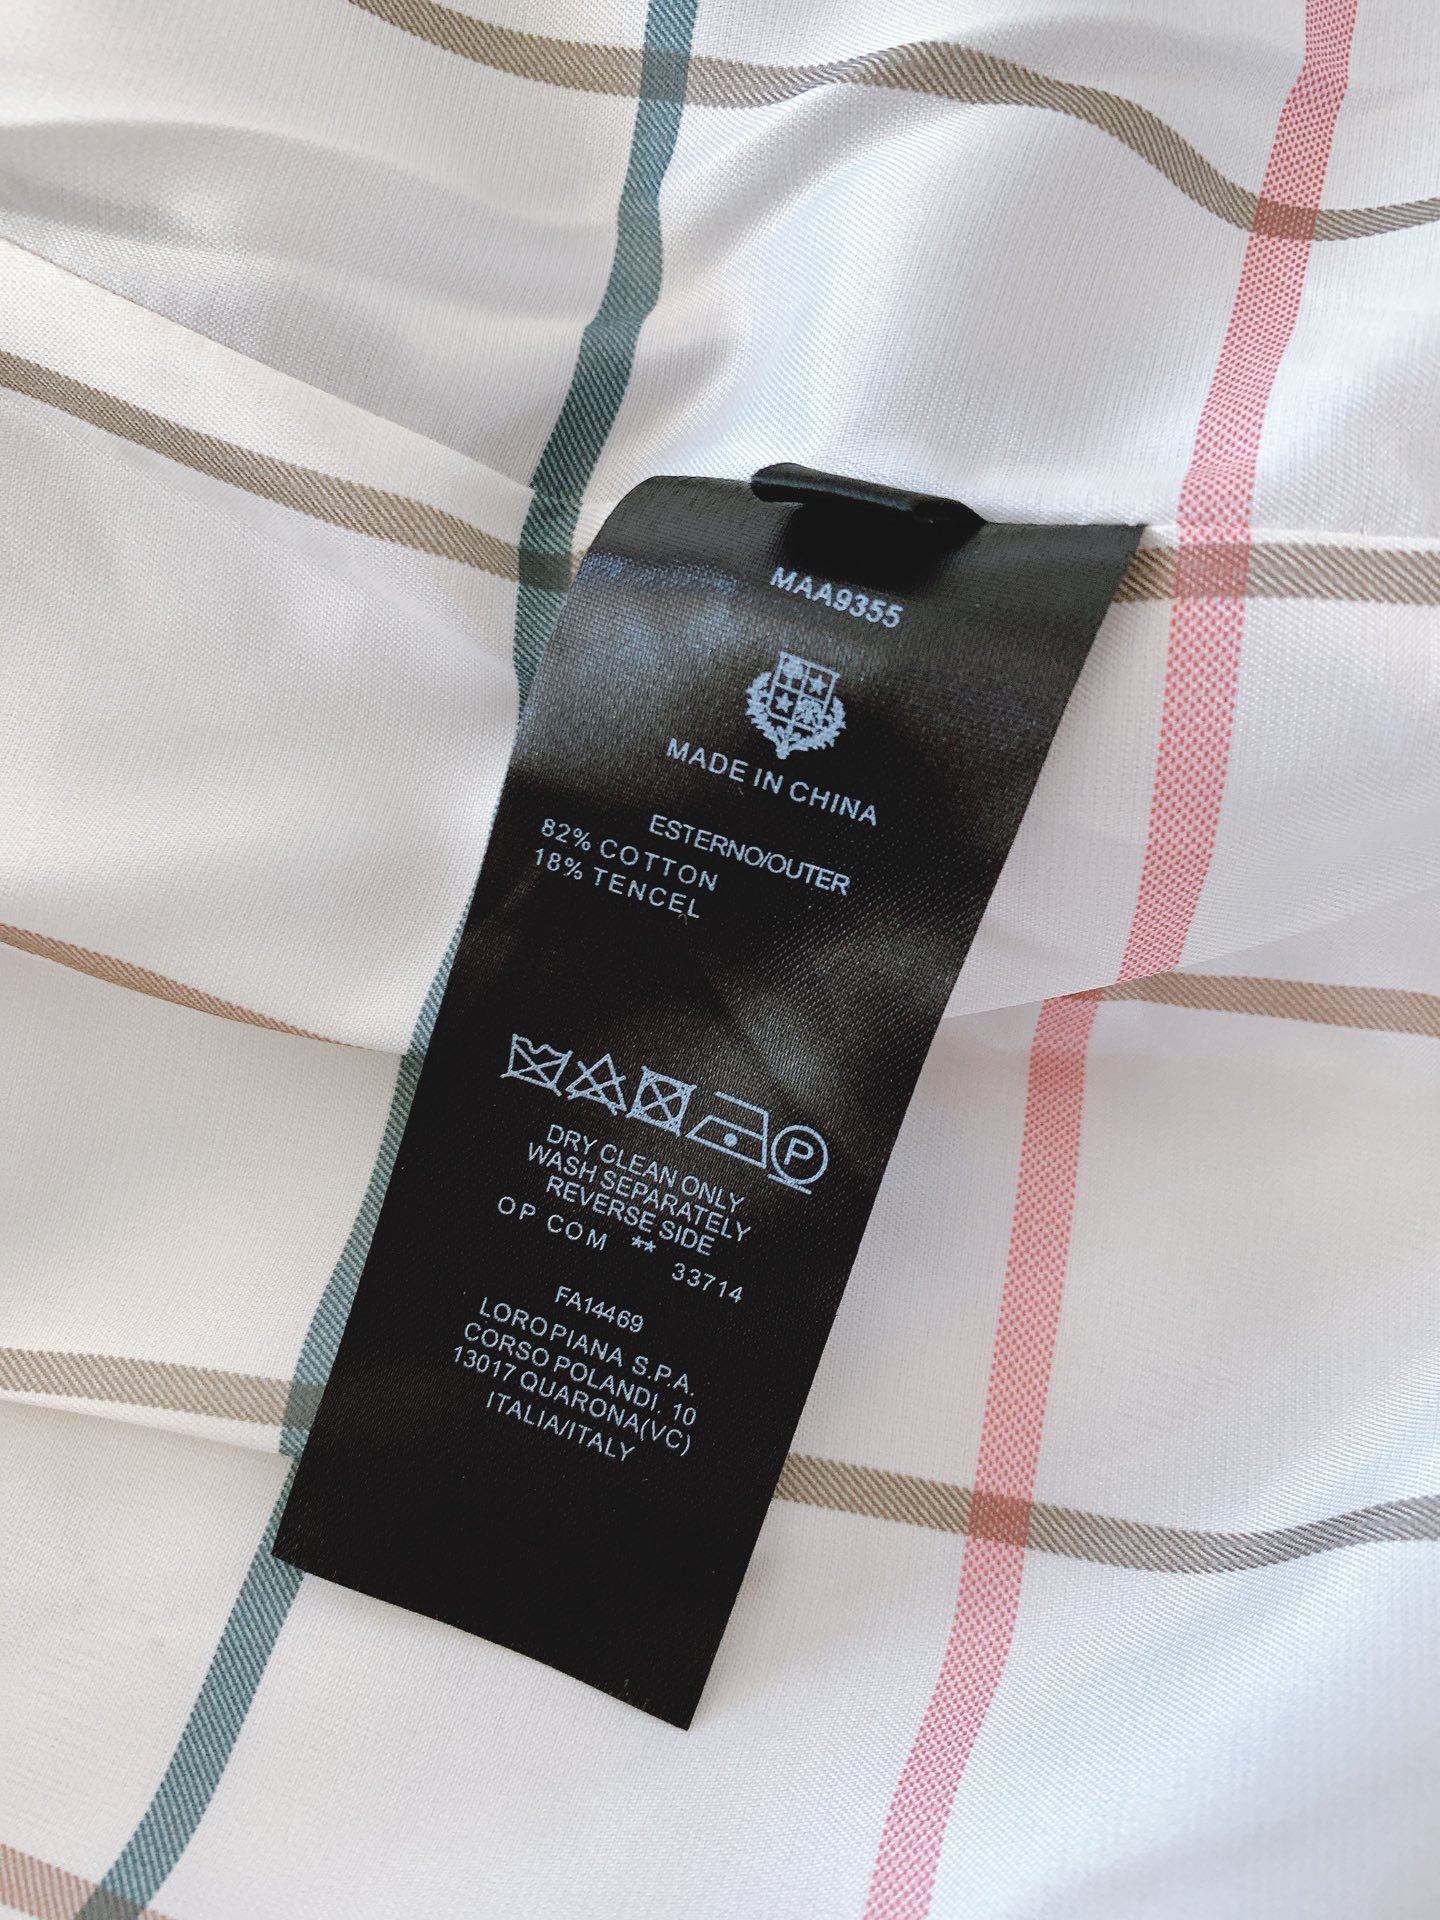 MAA9355
MADE IN CHINA
ESTERNO/OUTER
82% COTTON
18% TENCEL
P
DRY CLEAN ONLY
WASH SEPARATELY
REVERSE SIDE
OP COM ** 33714
FA14469
LOROPIANA S.P.A.
CORSO POLANDI. 10
13017 QUARONA(VC)
ITALIA/ITALY